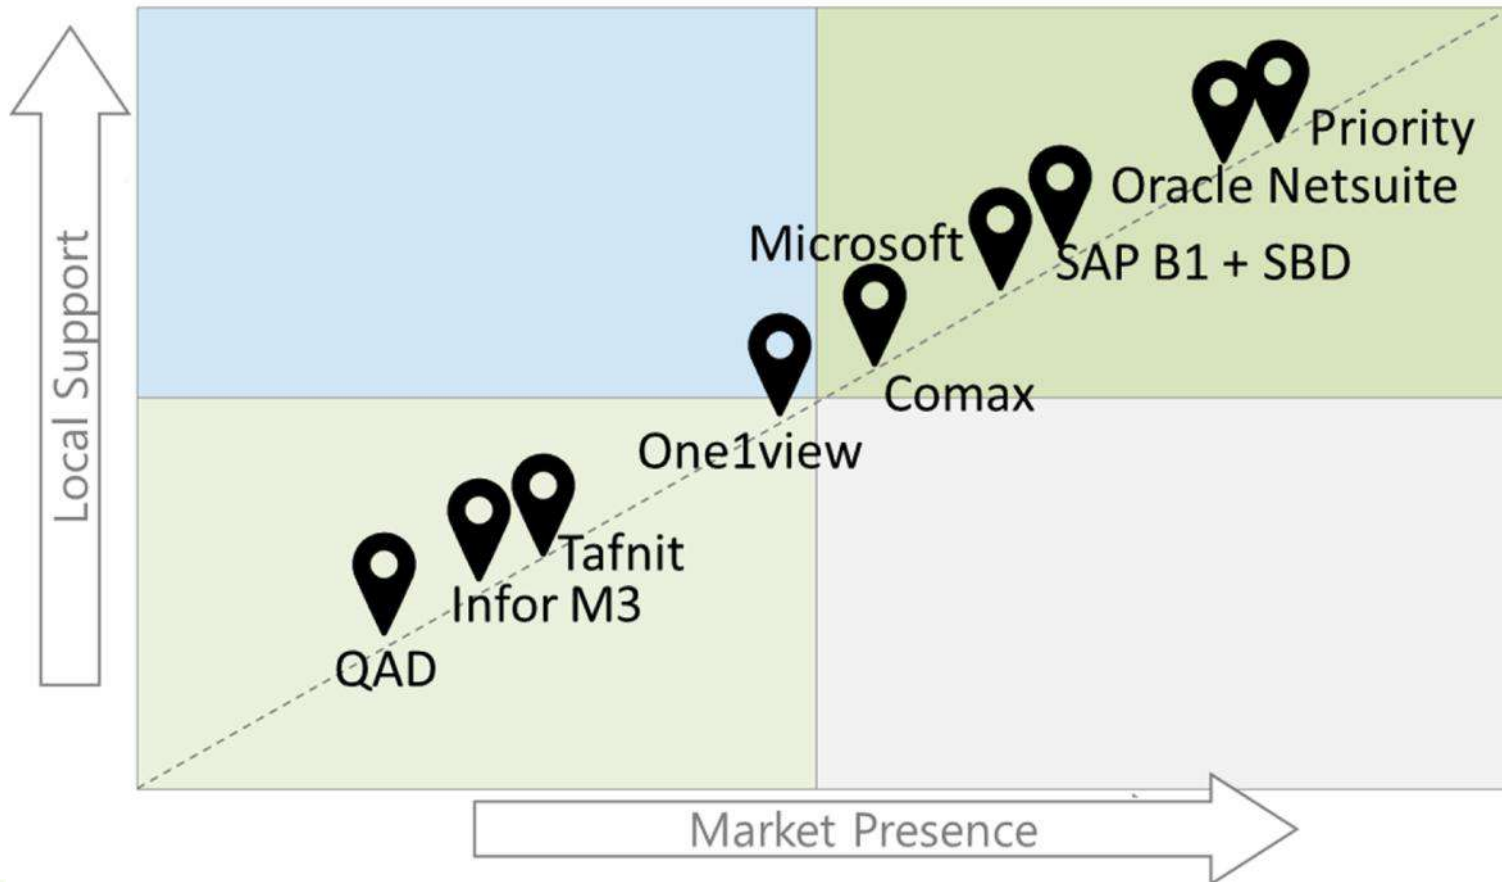 Priority
Oracle Netsuite
Microsoft
SAP B1 + SBD
Comax
One1view
Tafnit
Infor M3
QAD
Local Support
Market Presence